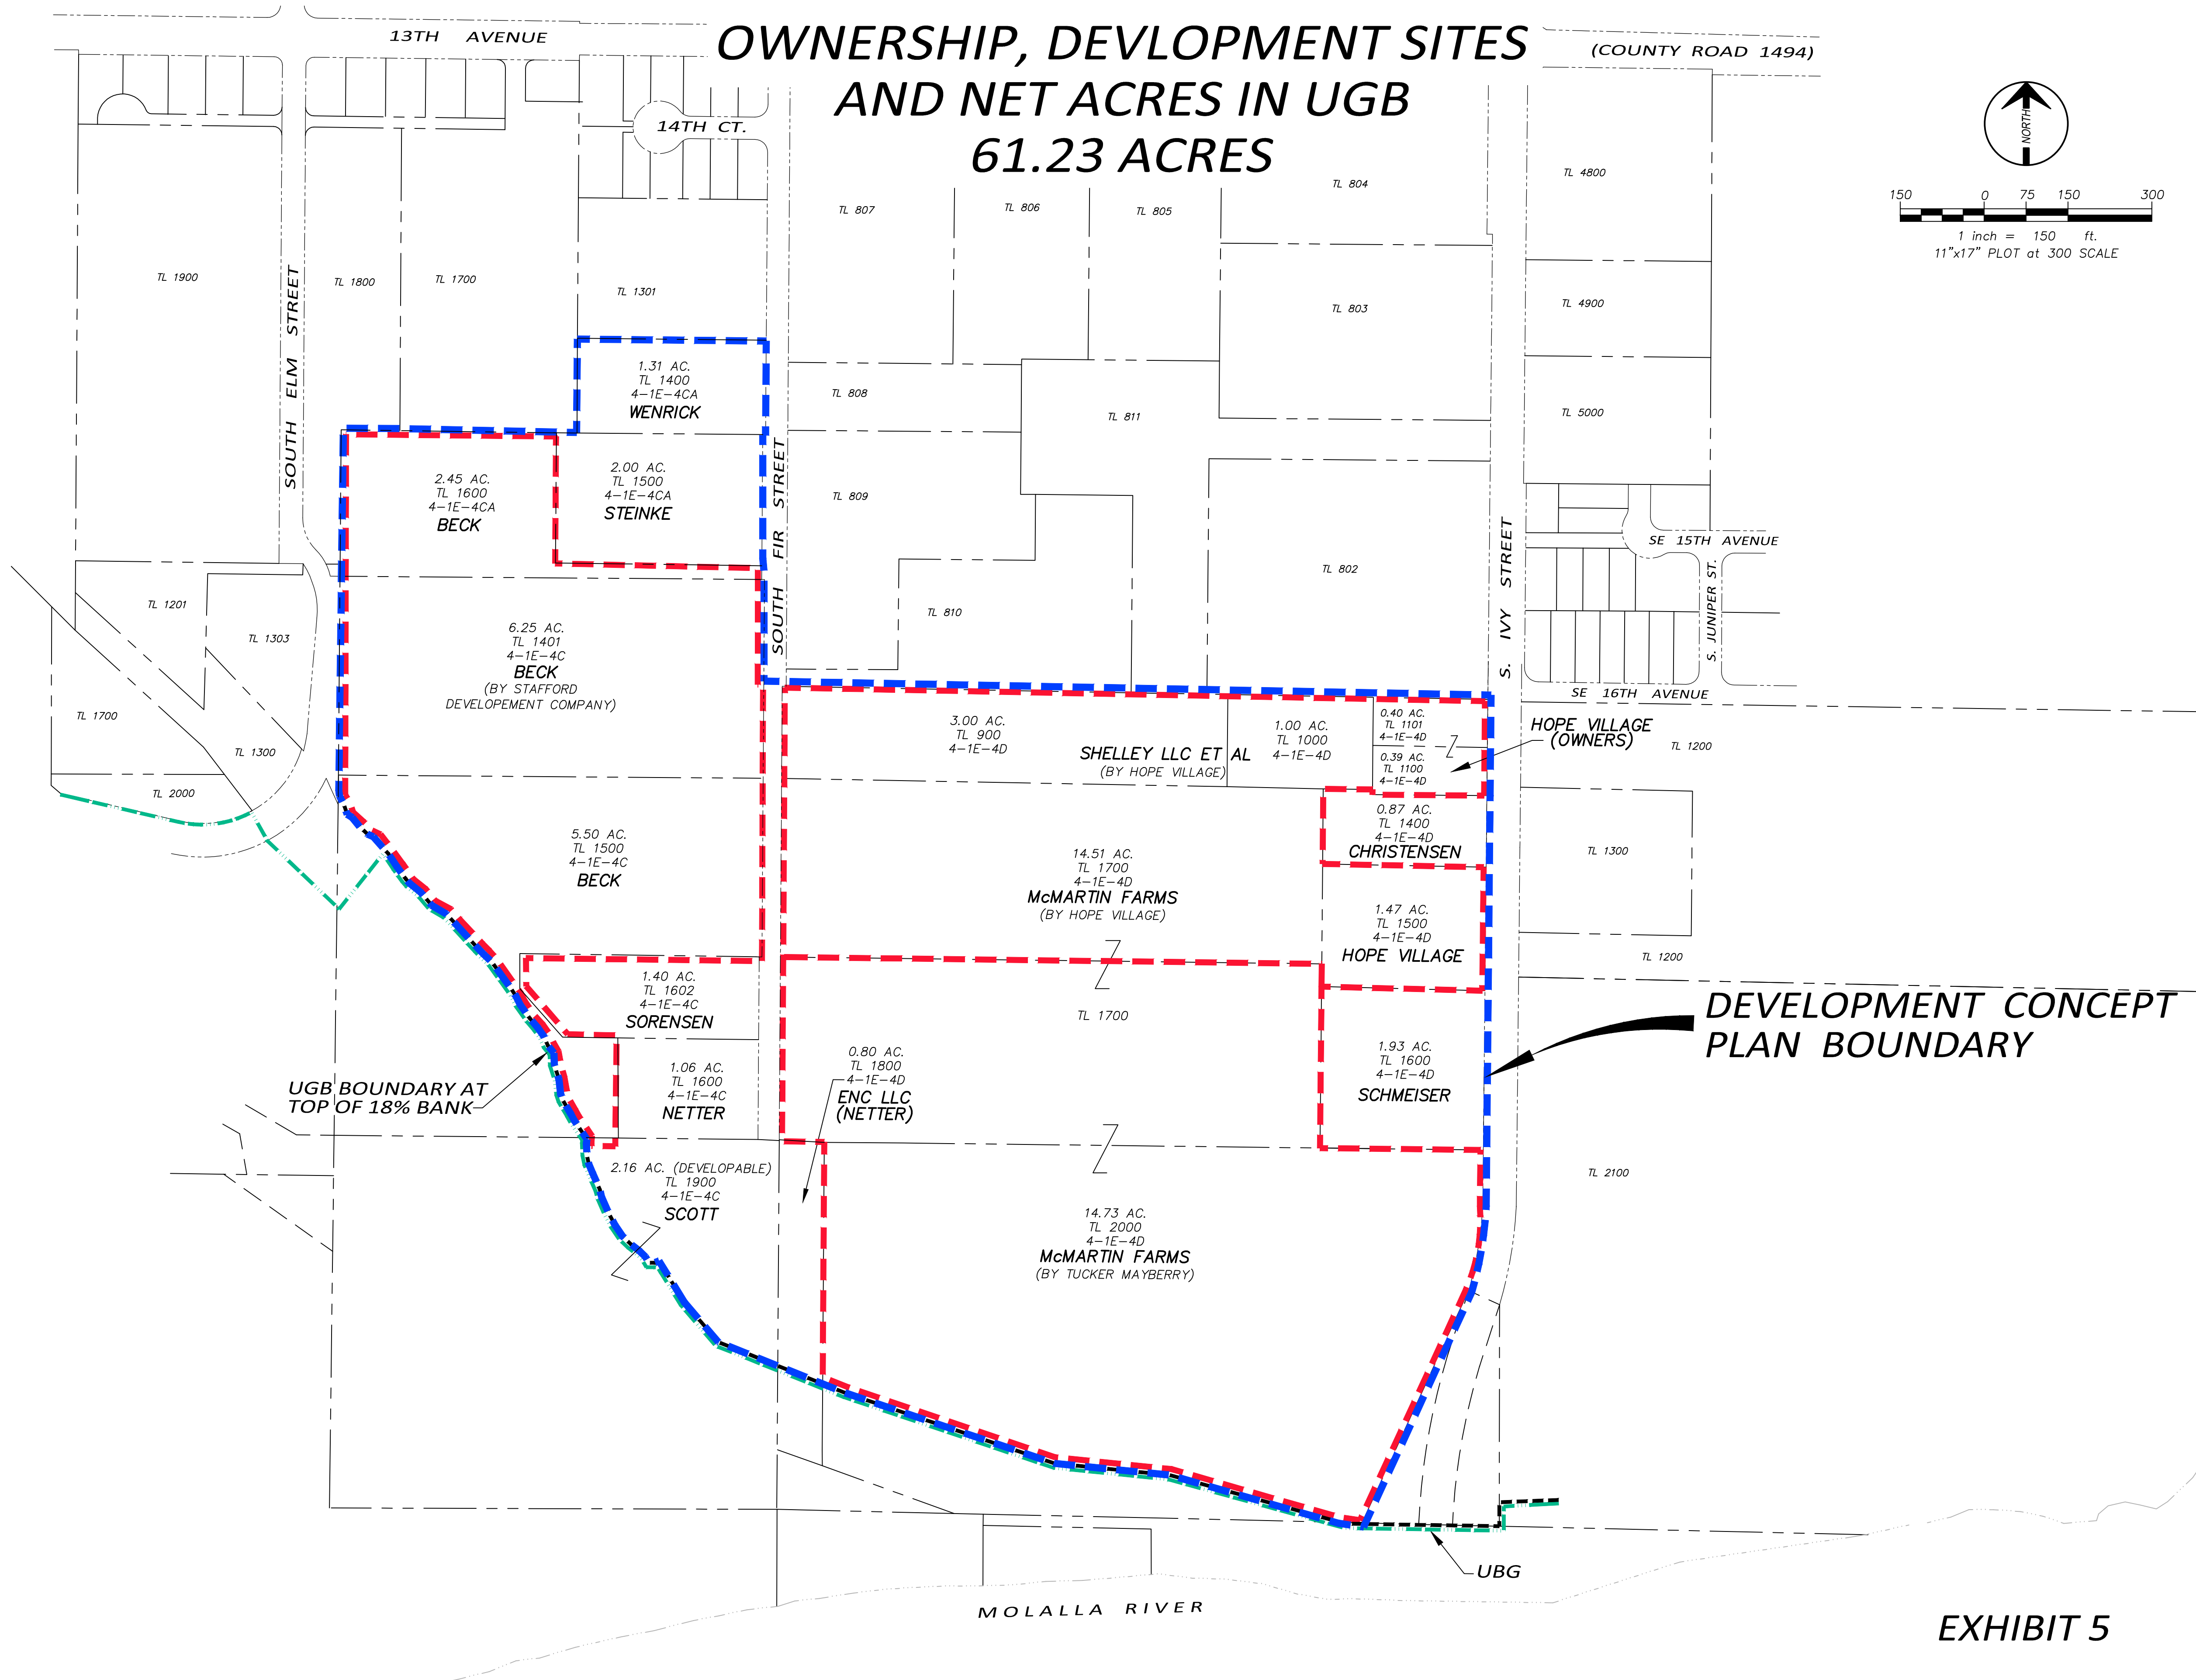 OWNERSHIP, DEVLOPMENT SITES
AND NET ACRES IN UGB
61.23 ACRES
13TH AVENUE
(COUNTY ROAD 1494)
14TH CT.
NORTH
150 0 75 150 300
1 inch = 150 ft.
11"x17" PLOT at 300 SCALE
TL 1900
SOUTH ELM STREET
TL 1800
TL 1700
TL 1301
TL 807
TL 806
TL 805
TL 804
TL 803
TL 4800
TL 4900
TL 5000
TL 808
TL 811
TL 809
TL 810
TL 802
SOUTH FIR STREET
S. IVY STREET
SE 15TH AVENUE
S. JUNIPER ST.
SE 16TH AVENUE
1.31 AC.
TL 1400
4-1E-4CA
WENRICK
2.45 AC.
TL 1600
4-1E-4CA
BECK
2.00 AC.
TL 1500
4-1E-4CA
STEINKE
TL 1201
TL 1303
TL 1700
TL 1300
TL 2000
6.25 AC.
TL 1401
4-1E-4C
BECK
(BY STAFFORD
DEVELOPEMENT COMPANY)
3.00 AC.
TL 900
4-1E-4D
SHELLEY LLC ET AL
(BY HOPE VILLAGE)
1.00 AC.
TL 1000
4-1E-4D
0.40 AC.
TL 1101
4-1E-4D
0.39 AC.
TL 1100
4-1E-4D
HOPE VILLAGE
(OWNERS)
TL 1200
5.50 AC.
TL 1500
4-1E-4C
BECK
14.51 AC.
TL 1700
4-1E-4D
McMARTIN FARMS
(BY HOPE VILLAGE)
0.87 AC.
TL 1400
4-1E-4D
CHRISTENSEN
TL 1300
1.47 AC.
TL 1500
4-1E-4D
HOPE VILLAGE
TL 1200
1.40 AC.
TL 1602
4-1E-4C
SORENSEN
TL 1700
DEVELOPMENT CONCEPT
PLAN BOUNDARY
UGB BOUNDARY AT
TOP OF 18% BANK
1.06 AC.
TL 1600
4-1E-4C
NETTER
0.80 AC.
TL 1800
4-1E-4D
ENC LLC
(NETTER)
1.93 AC.
TL 1600
4-1E-4D
SCHMEISER
2.16 AC. (DEVELOPABLE)
TL 1900
4-1E-4C
SCOTT
14.73 AC.
TL 2000
4-1E-4D
McMARTIN FARMS
(BY TUCKER MAYBERRY)
TL 2100
UBG
MOLALLA RIVER
EXHIBIT 5